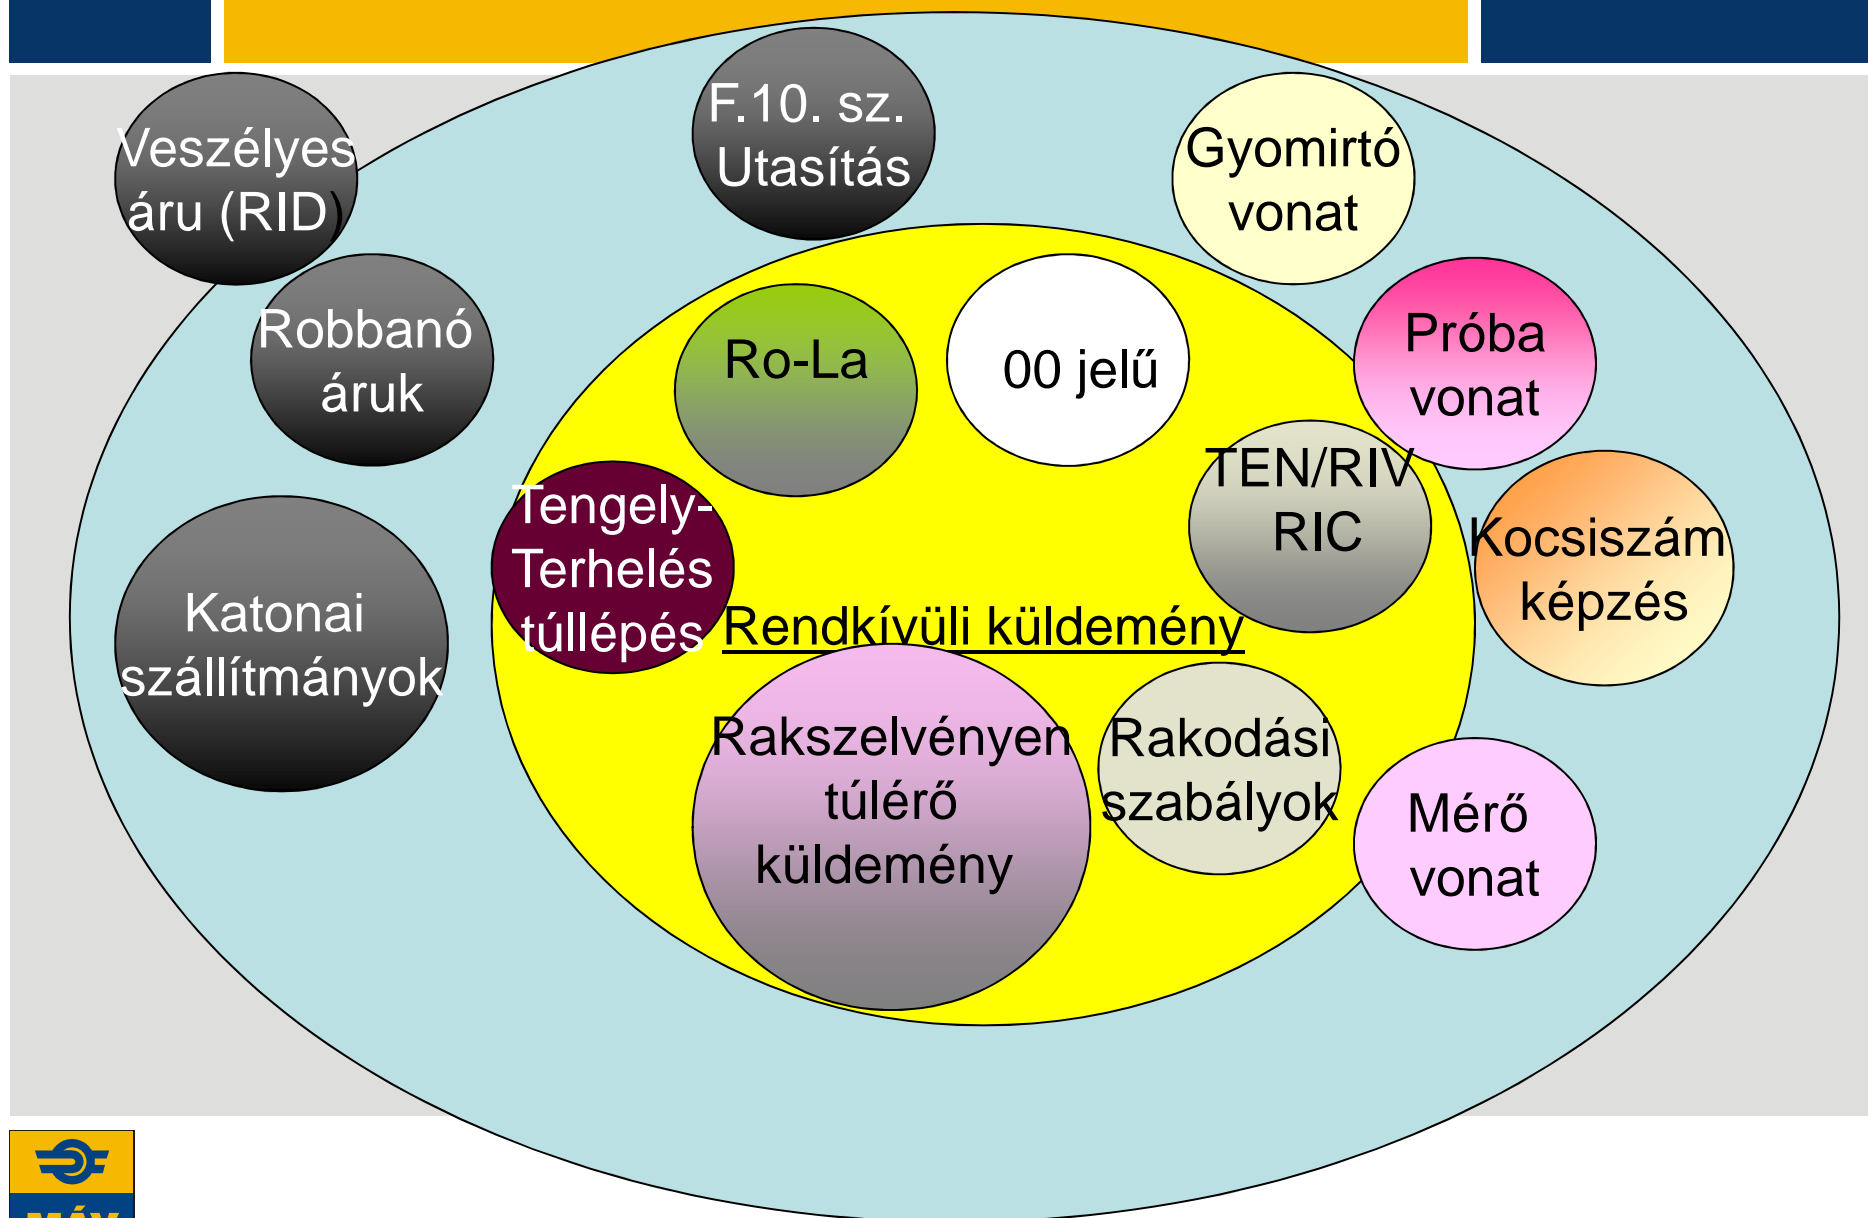 Veszélyes
áru (RID)
F.10. sz.
Utasítás
Gyomirtó
vonat
Robbanó
áruk
Ro-La
00 jelű
Próba
vonat
Tengely-
Terhelés
túllépés
TEN/RIV
RIC
Kocsiszám
képzés
Katonai
szállítmányok
Rendkívüli küldemény
Rakszelvényen
túlérő
küldemény
Rakodási
szabályok
Mérő
vonat
MÁV